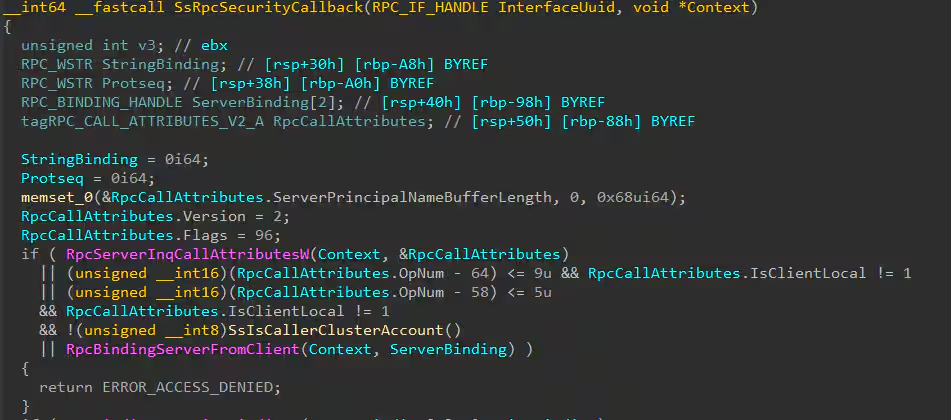 __int64 __fastcall SsRpcSecurityCallback(RPC_IF_HANDLE InterfaceUuid, void *Context)
{
unsigned int v3; // ebx
RPC_WSTR StringBinding; // [rsp+30h] [rbp-A8h] BYREF
RPC_WSTR Protseq; // [rsp+38h] [rbp-A0h] BYREF
RPC_BINDING_HANDLE ServerBinding[2]; // [rsp+40h] [rbp-98h] BYREF
tagRPC_CALL_ATTRIBUTES_V2_A RpcCallAttributes; // [rsp+50h] [rbp-88h] BYREF
StringBinding = 0i64;
Protseq = 0i64;
memset_0(&RpcCallAttributes.ServerPrincipalNameBufferLength, 0, 0x68ui64);
RpcCallAttributes.Version = 2;
RpcCallAttributes.Flags = 96;
if ( RpcServerInqCallAttributesW(Context, &RpcCallAttributes)
|| (unsigned __int16)(RpcCallAttributes.OpNum - 64) <= 9u && RpcCallAttributes.IsClientLocal != 1
|| (unsigned __int16)(RpcCallAttributes.OpNum - 58) <= 5u
&& RpcCallAttributes.IsClientLocal != 1
&& !(unsigned __int8)SsIsCallerClusterAccount()
|| RpcBindingServerFromClient(Context, ServerBinding) )
{
return ERROR_ACCESS_DENIED;
}